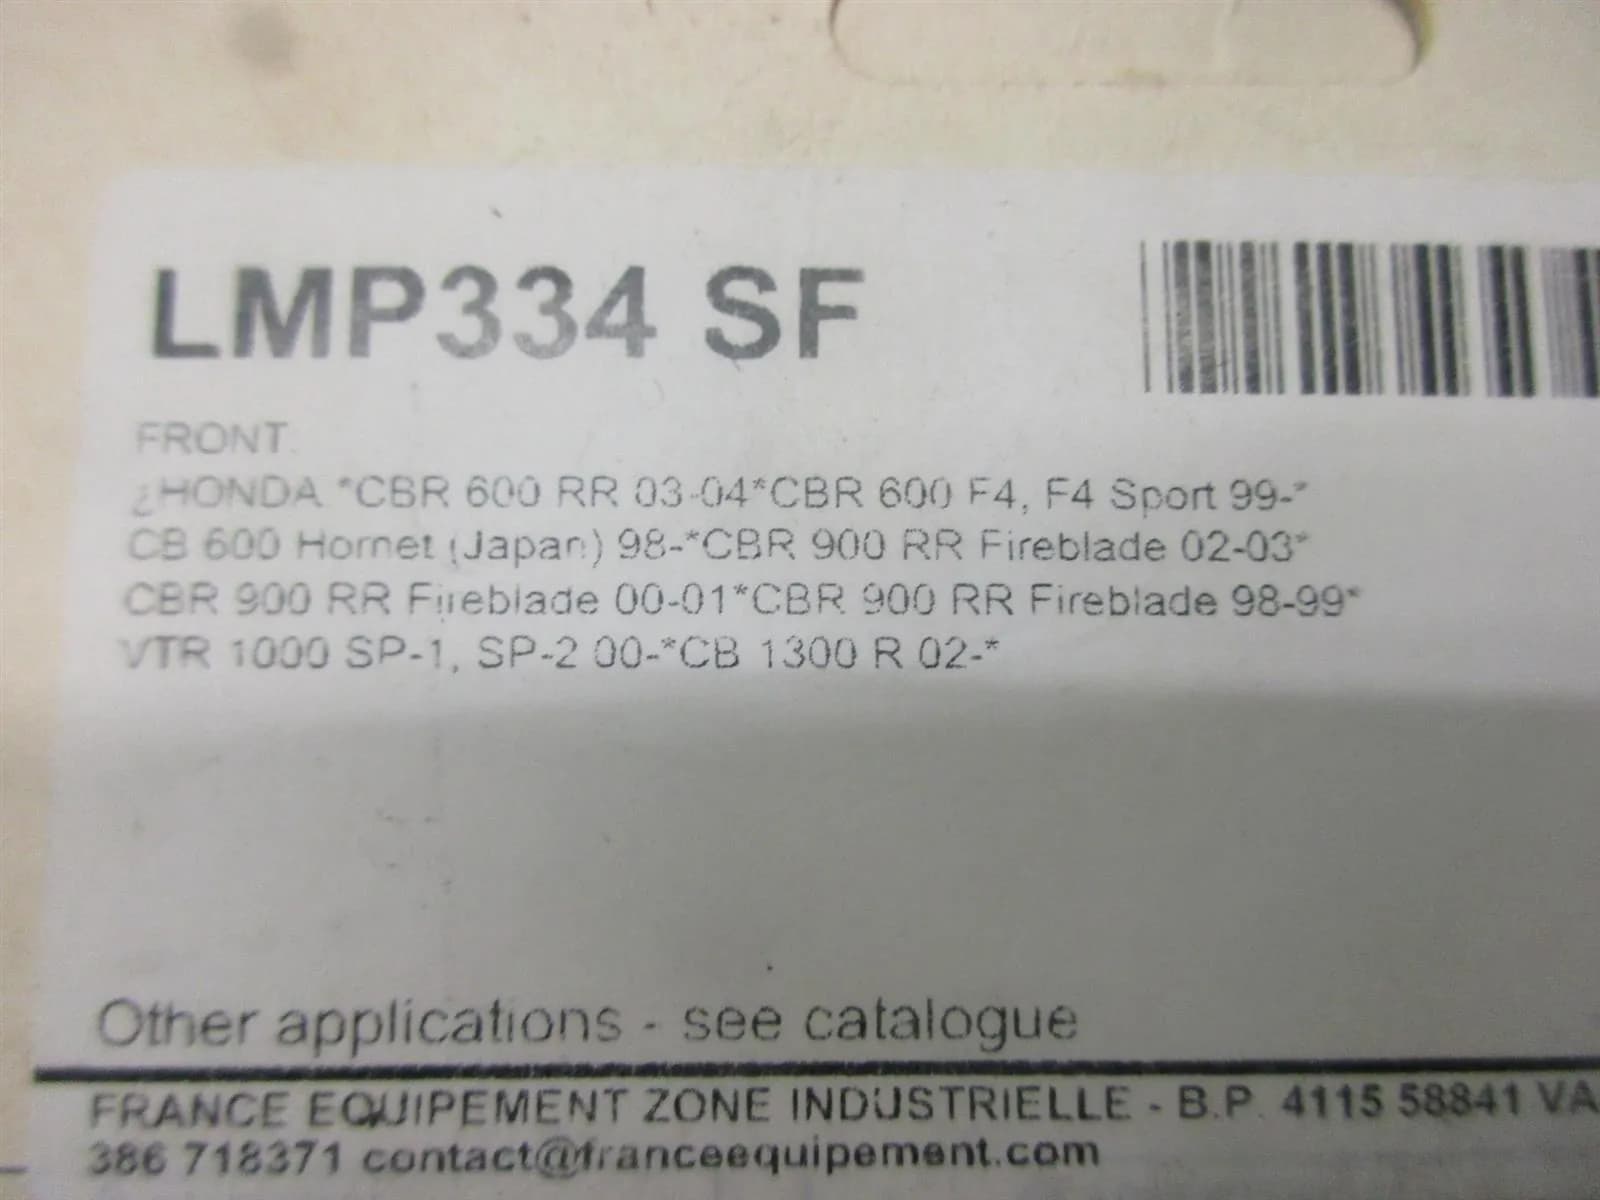 LMP334 SF
FRONT
¿HONDA *CBR 600 RR 03-04*CBR 600 F4, F4 Sport 99-*
CB 600 Hornet (Japan) 98-*CBR 900 RR Fireblade 02-03*
CBR 900 RR Fireblade 00-01*CBR 900 RR Fireblade 98-99*
VTR 1000 SP-1, SP-2 00-*CB 1300 R 02-*
Other applications - see catalogue
FRANCE EQUIPEMENT ZONE INDUSTRIELLE - B.P. 4115 58841 VA
386 718371 contact@franceequipement.com